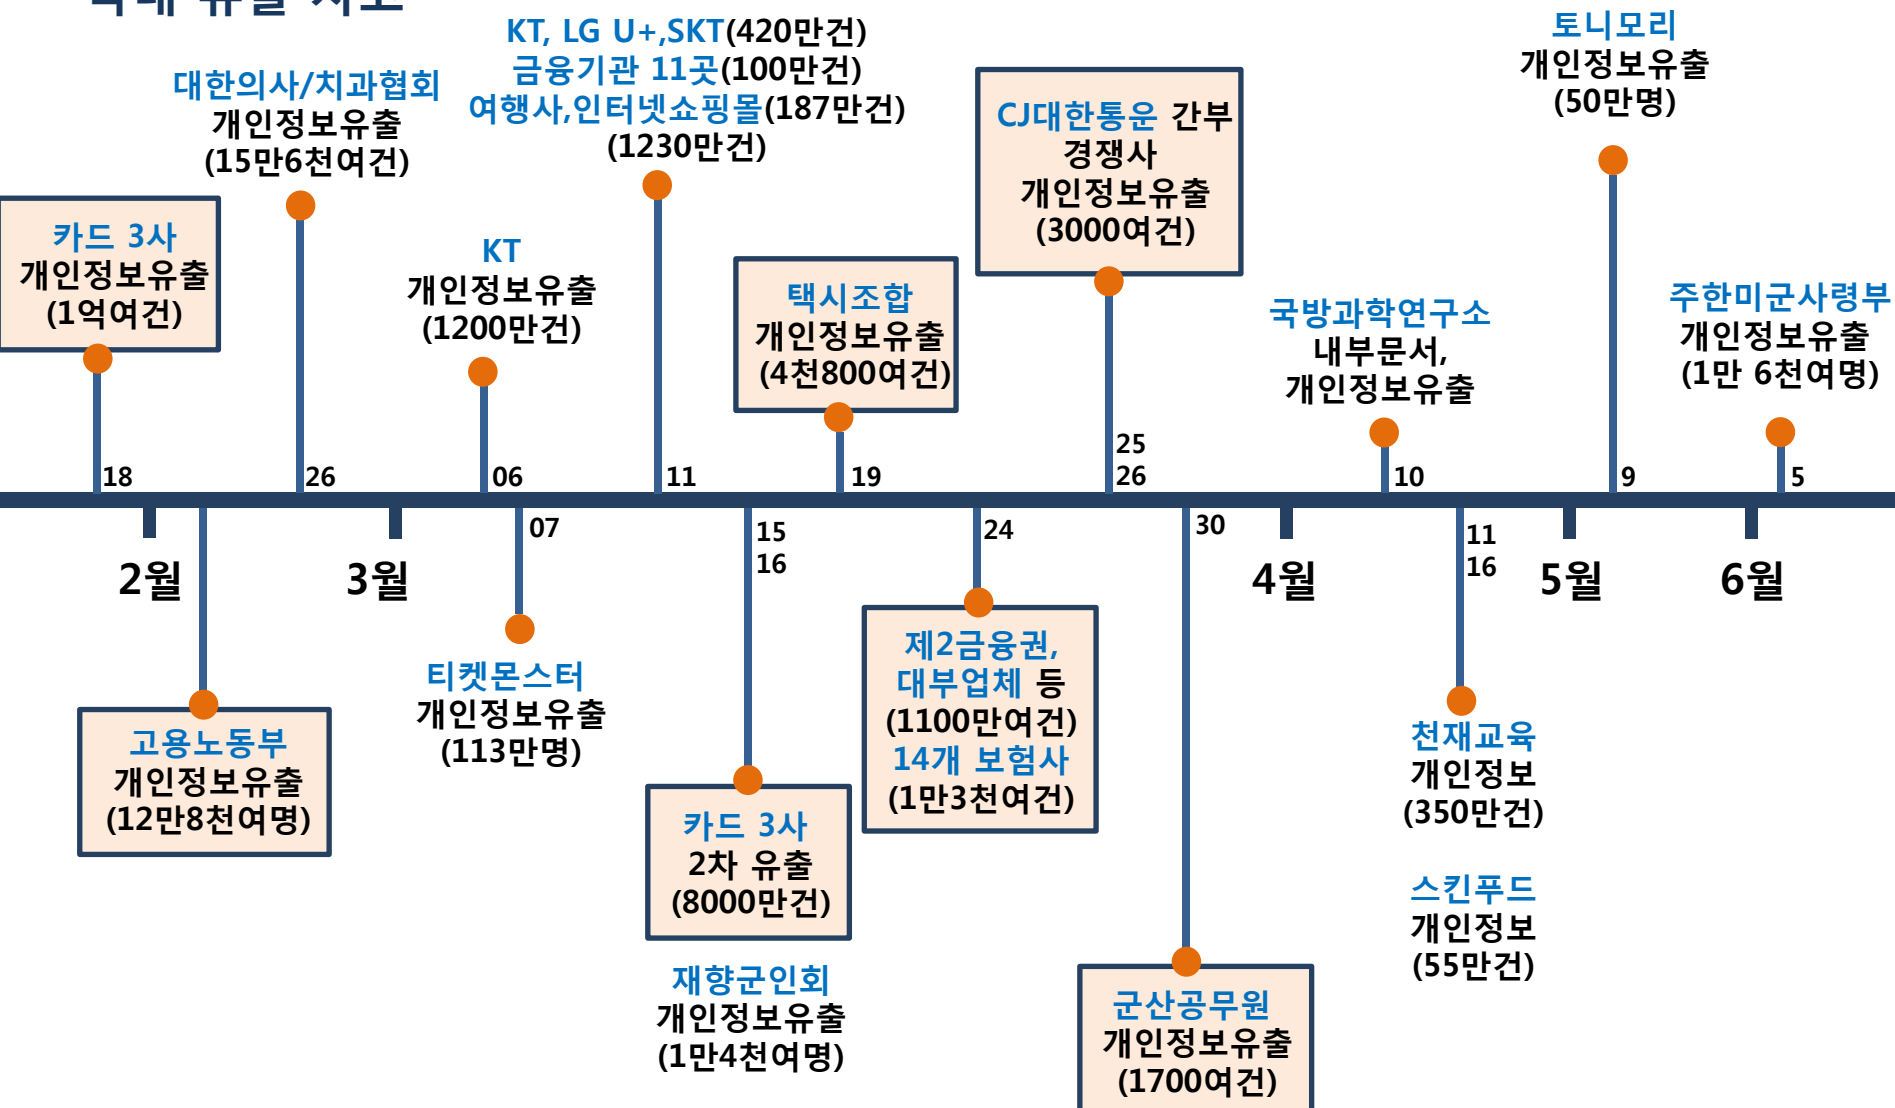 KT, LG U+,SKT(420만건)
금융기관 11곳(100만건)
여행사,인터넷쇼핑몰(187만건)
(1230만건)
토니모리
개인정보유출
(50만명)
대한의사/치과협회
개인정보유출
(15만6천여건)
CJ대한통운 간부
경쟁사
개인정보유출
(3000여건)
카드 3사
개인정보유출
(1억여건)
KT
개인정보유출
(1200만건)
택시조합
개인정보유출
(4천800여건)
국방과학연구소
내부문서,
개인정보유출
주한미군사령부
개인정보유출
(1만 6천여명)
18
26
06
11
19
25
26
10
9
5
07
15
16
24
30
11
16
2월
3월
4월
5월
6월
고용노동부
개인정보유출
(12만8천여명)
티켓몬스터
개인정보유출
(113만명)
카드 3사
2차 유출
(8000만건)
재향군인회
개인정보유출
(1만4천여명)
제2금융권,
대부업체 등
(1100만여건)
14개 보험사
(1만3천여건)
군산공무원
개인정보유출
(1700여건)
천재교육
개인정보
(350만건)
스킨푸드
개인정보
(55만건)